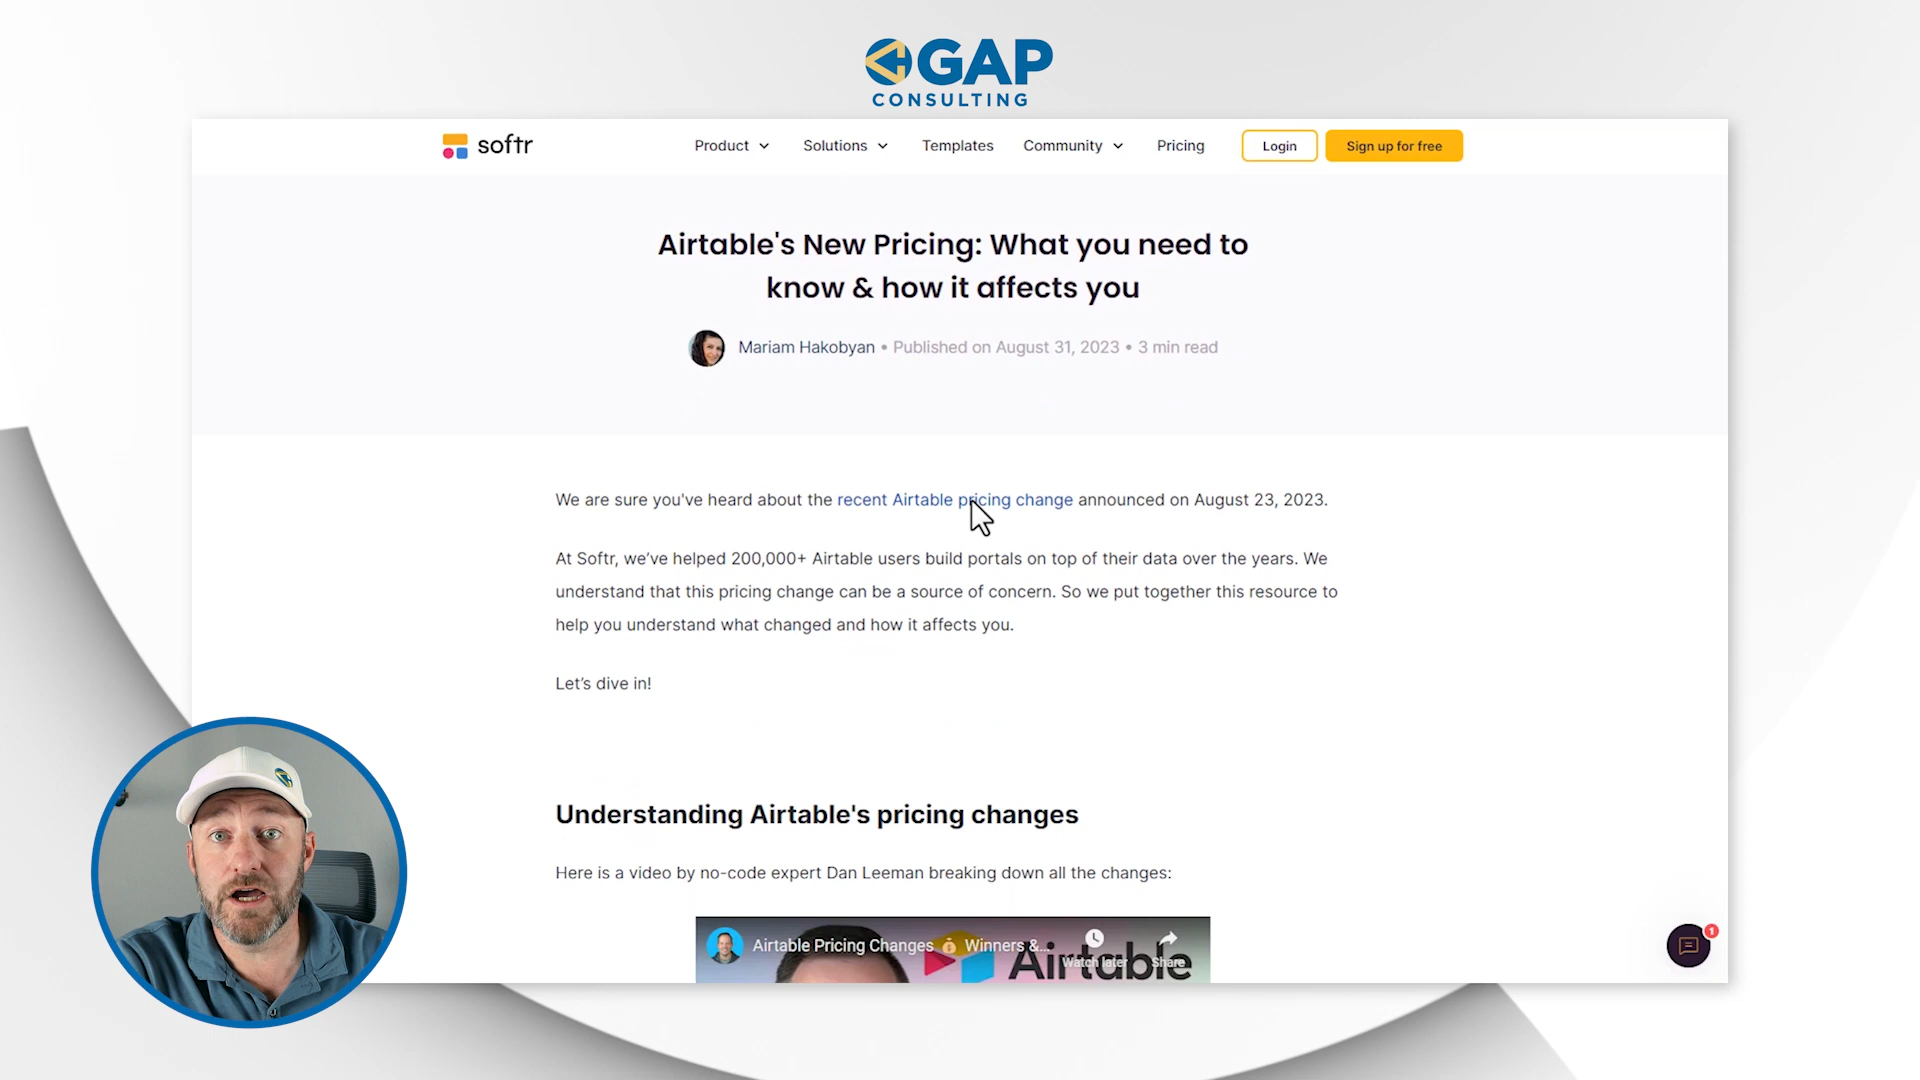 GAP
CONSULTING
softr
Product
Solutions
Templates
Community
Pricing
Login
Sign up for free
Airtable's New Pricing: What you need to
know & how it affects you
Mariam Hakobyan • Published on August 31, 2023 • 3 min read
We are sure you've heard about the recent Airtable pricing change announced on August 23, 2023.
At Softr, we’ve helped 200,000+ Airtable users build portals on top of their data over the years. We
understand that this pricing change can be a source of concern. So we put together this resource to
help you understand what changed and how it affects you.
Let’s dive in!
Understanding Airtable's pricing changes
Here is a video by no-code expert Dan Leeman breaking down all the changes:
Airtable Pricing Changes 💰 Winners &...
Watch later
Share
Airtable
1